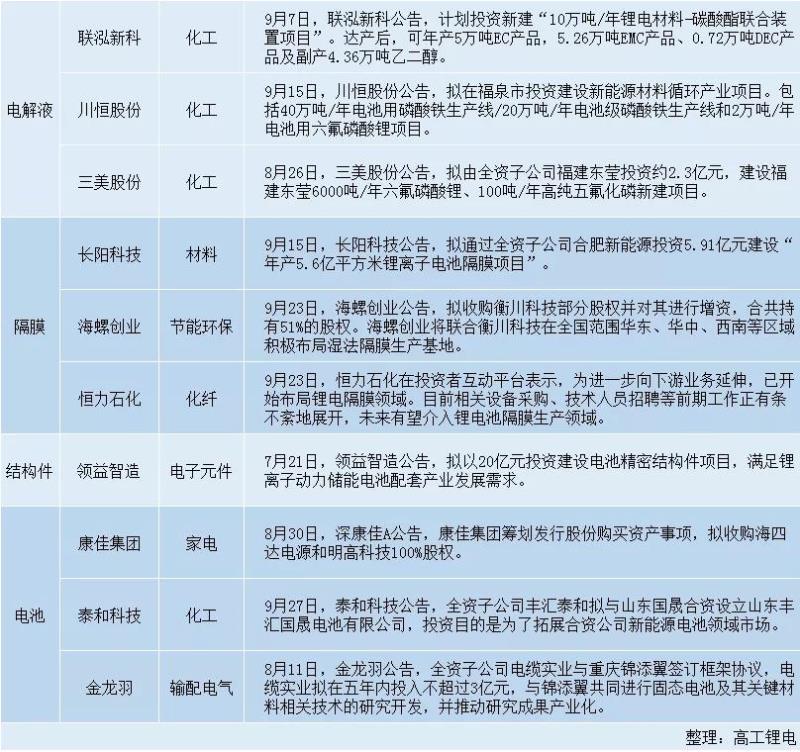 电解液
联泓新科
化工
9月7日，联泓新科公告，计划投资新建“10万吨/年锂电材料-碳酸酯联合装
置项目”。达产后，可年产5万吨EC产品，5.26万吨EMC产品、0.72万吨DEC产
品及副产4.36万吨乙二醇。
川恒股份
化工
9月15日，川恒股份公告，拟在福泉市投资建设新能源材料循环产业项目。包
括40万吨/年电池用磷酸铁生产线/20万吨/年电池级磷酸铁生产线和2万吨/年
电池用六氟磷酸锂项目。
三美股份
化工
8月26日，三美股份公告，拟由全资子公司福建东莹投资约2.3亿元，建设福
建东莹6000吨/年六氟磷酸锂、100吨/年高纯五氟化磷新建项目。
隔膜
长阳科技
材料
9月15日，长阳科技公告，拟通过全资子公司合肥新能源投资5.91亿元建设“
年产5.6亿平方米锂离子电池隔膜项目”。
海螺创业
节能环保
9月23日，海螺创业公告，拟收购衡川科技部分股权并对其进行增资，合共持
有51%的股权。海螺创业将联合衡川科技在全国范围华东、华中、西南等区域
积极布局湿法隔膜生产基地。
恒力石化
化纤
9月23日，恒力石化在投资者互动平台表示，为进一步向下游业务延伸，已开
始布局锂电隔膜领域。目前相关设备采购、技术人员招聘等前期工作正有条
不紊地展开，未来有望介入锂电池隔膜生产领域。
结构件
领益智造
电子元件
7月21日，领益智造公告，拟以20亿元投资建设电池精密结构件项目，满足锂
离子动力储能电池配套产业发展需求。
电池
康佳集团
家电
8月30日，深康佳A公告，康佳集团筹划发行股份购买资产事项，拟收购海四
达电源和明高科技100%股权。
泰和科技
化工
9月27日，泰和科技公告，全资子公司丰汇泰和拟与山东国晟合资设立山东丰
汇国晟电池有限公司，投资目的是为了拓展合资公司新能源电池领域市场。
金龙羽
输配电气
8月11日，金龙羽公告，全资子公司电缆实业与重庆锦添翼签订框架协议，电
缆实业拟在五年内投入不超过3亿元，与锦添翼共同进行固态电池及其关键材
料相关技术的研究开发，并推动研究成果产业化。
整理：高工锂电